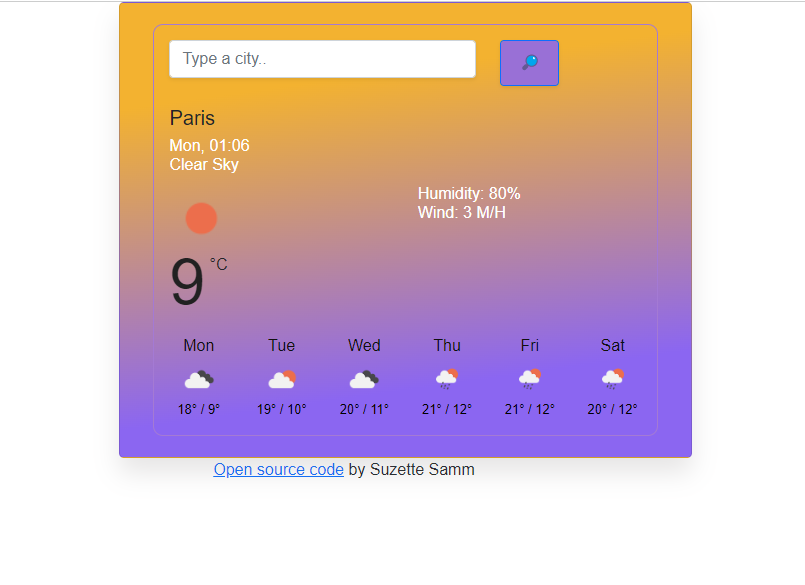 Type a city..
Paris
Mon, 01:06
Clear Sky
Humidity: 80%
Wind: 3 M/H
9 °C
Mon Tue Wed Thu Fri Sat
18° / 9° 19° / 10° 20° / 11° 21° / 12° 21° / 12° 20° / 12°
Open source code by Suzette Samm